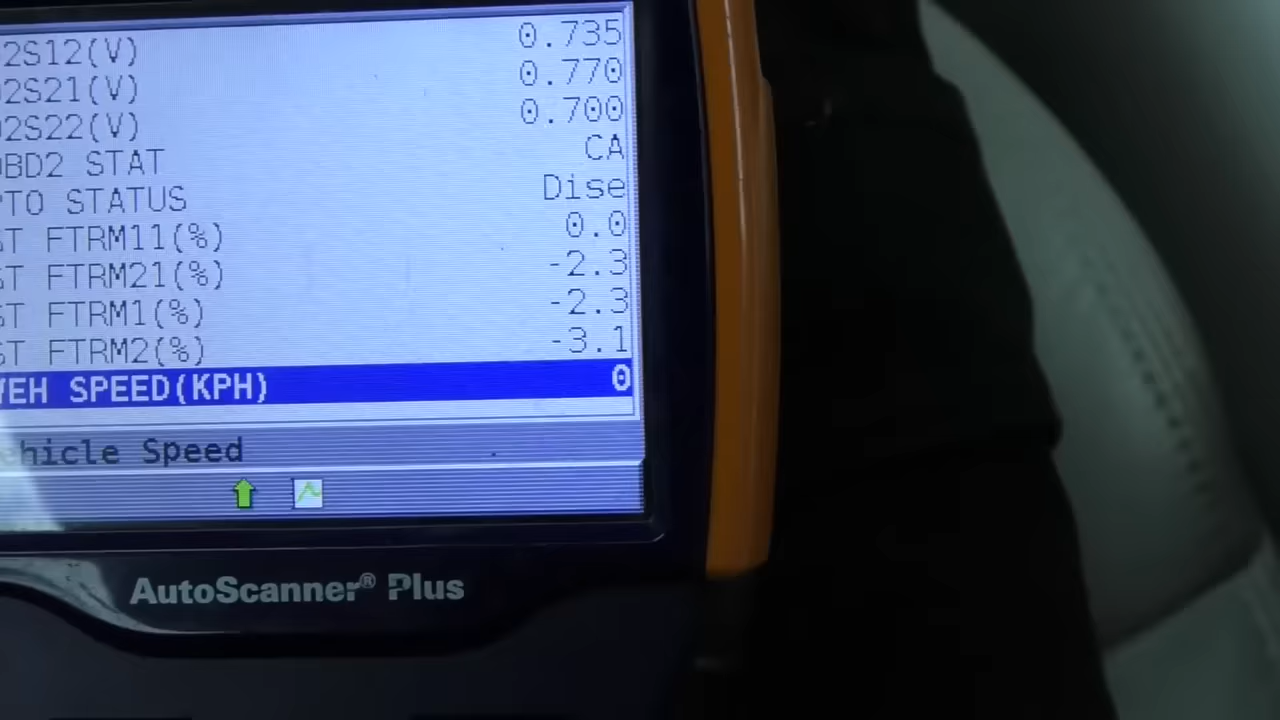 2S12(V) 0.735
2S21(V) 0.770
2S22(V) 0.700
BD2 STAT CA
TO STATUS Dise
T FTRM11(%) 0.0
T FTRM21(%) -2.3
T FTRM1(%) -2.3
T FTRM2(%) -3.1
VEH SPEED(KPH) 0
hicle Speed
AutoScanner® Plus